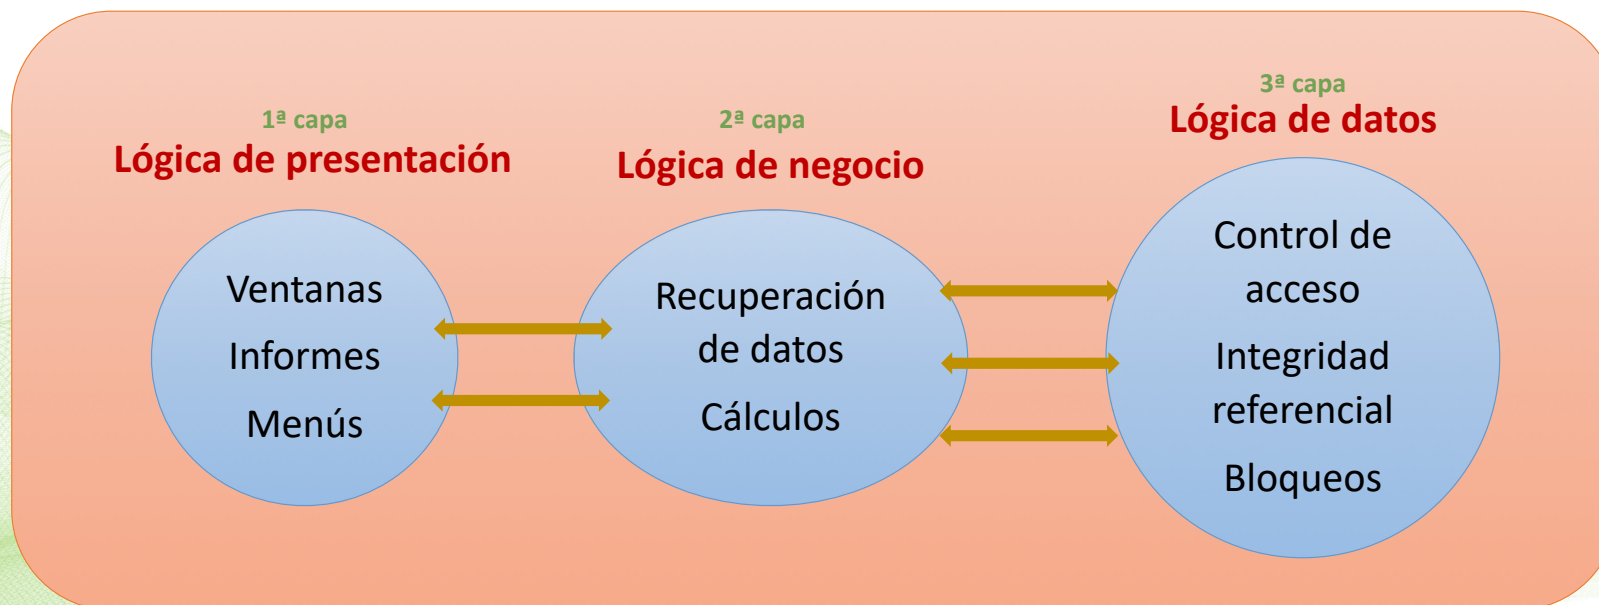 1ª capa
Lógica de presentación
Ventanas
Informes
Menús
2ª capa
Lógica de negocio
Recuperación
de datos
Cálculos
3ª capa
Lógica de datos
Control de
acceso
Integridad
referencial
Bloqueos